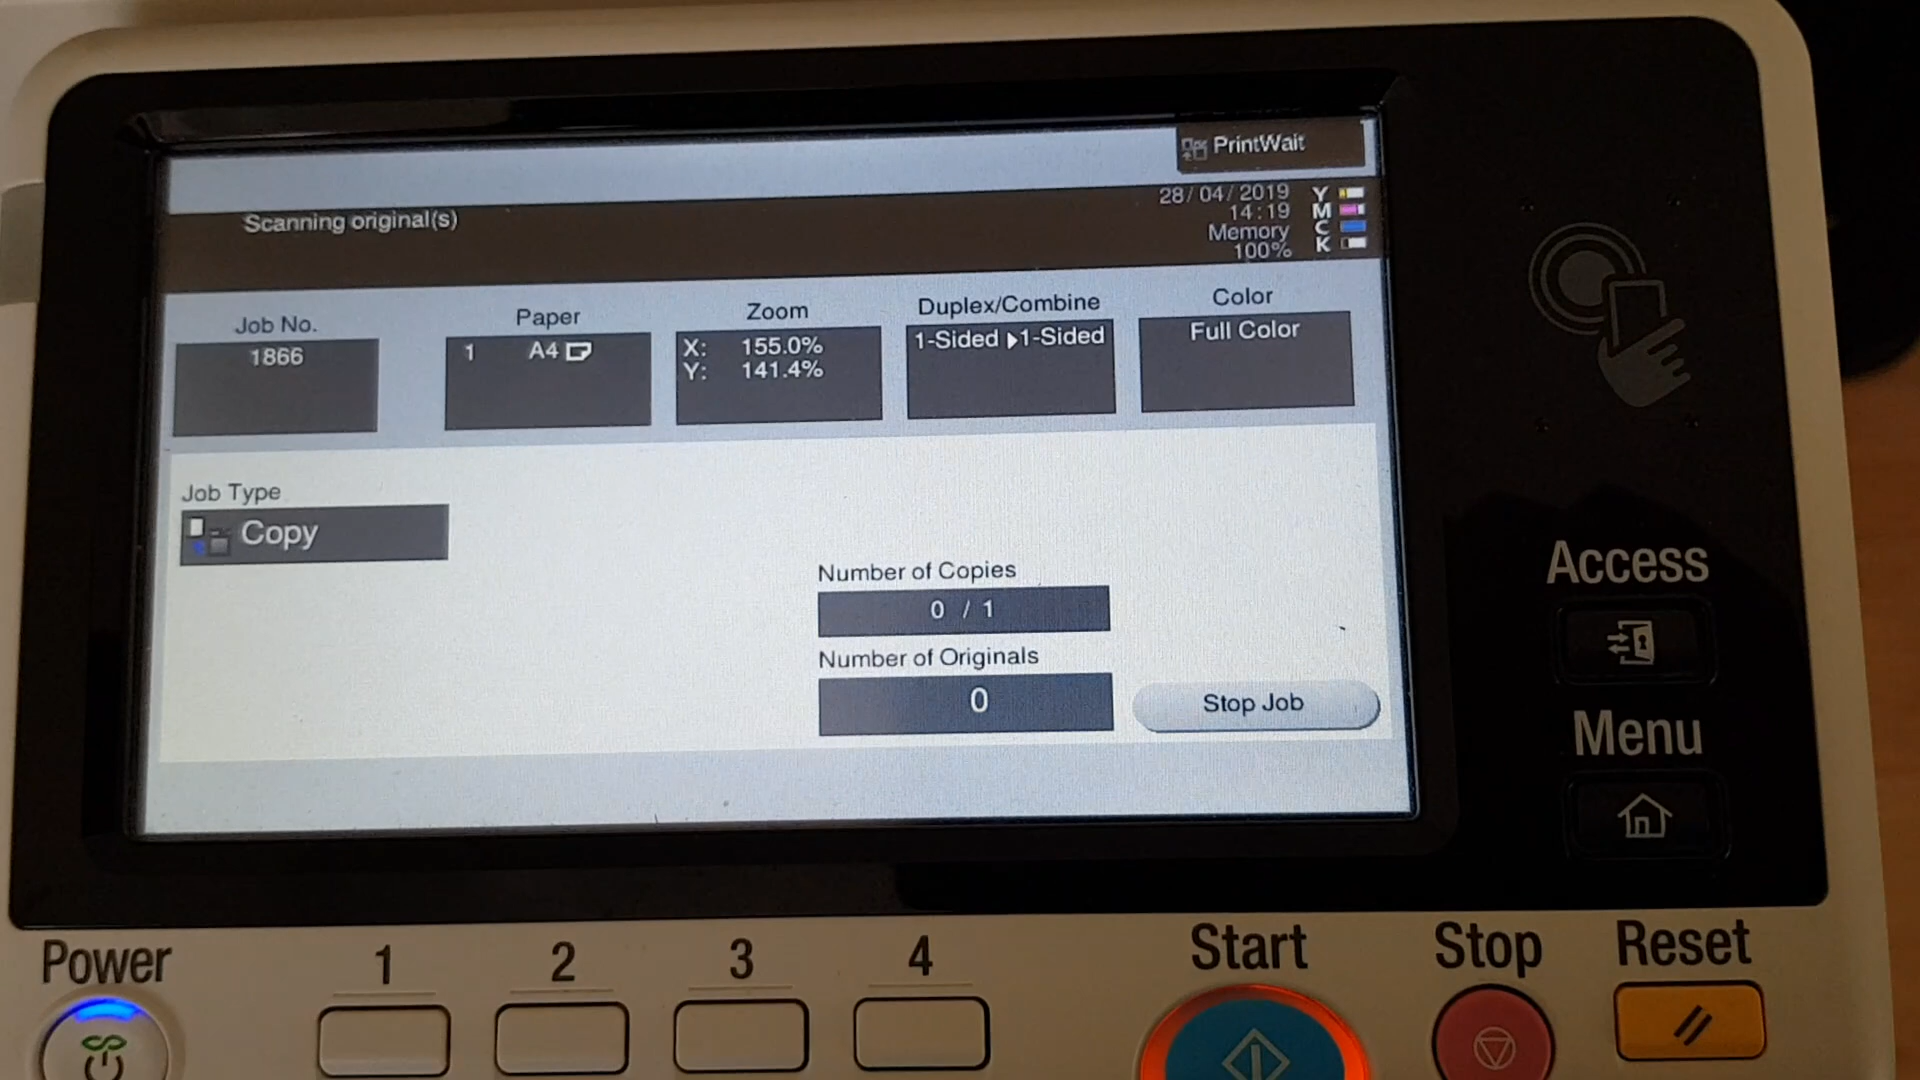 PrintWait
Scanning original(s)
28/04/2019
14:19
Memory
100%
Y
M
C
K
Job No.
1866
Paper
1 A4
Zoom
X: 155.0%
Y: 141.4%
Duplex/Combine
1-Sided 1-Sided
Color
Full Color
Job Type
Copy
Number of Copies
0 / 1
Number of Originals
0
Stop Job
Access
Menu
Power
1
2
3
4
Start
Stop
Reset